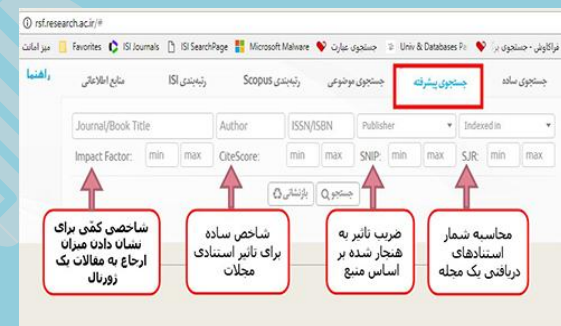 rsf.research.ac.ir/#
میز امانت Favorites ISI Journals ISI SearchPage Microsoft Malware جستجوی عبارت Univ & Databases Pa فراکاوش - جستجوی برا
جستجوی ساده جستجوی پیشرفته جستجوی موضوعی رتبه‌بندی Scopus رتبه‌بندی ISI منابع اطلاعاتی راهنما
Journal/Book Title Author ISSN/ISBN Publisher Indexed in
Impact Factor: min max CiteScore: min max SNIP: min max SJR: min max
جستجو بازنشانی
شاخصی کمّی برای
نشان دادن میزان
ارجاع به مقالات یک
ژورنال
شاخص ساده
برای تاثیر استنادی
مجلات
ضریب تاثیر به
هنجار شده بر
اساس منبع
محاسبه شمار
استنادهای
دریافتی یک مجله